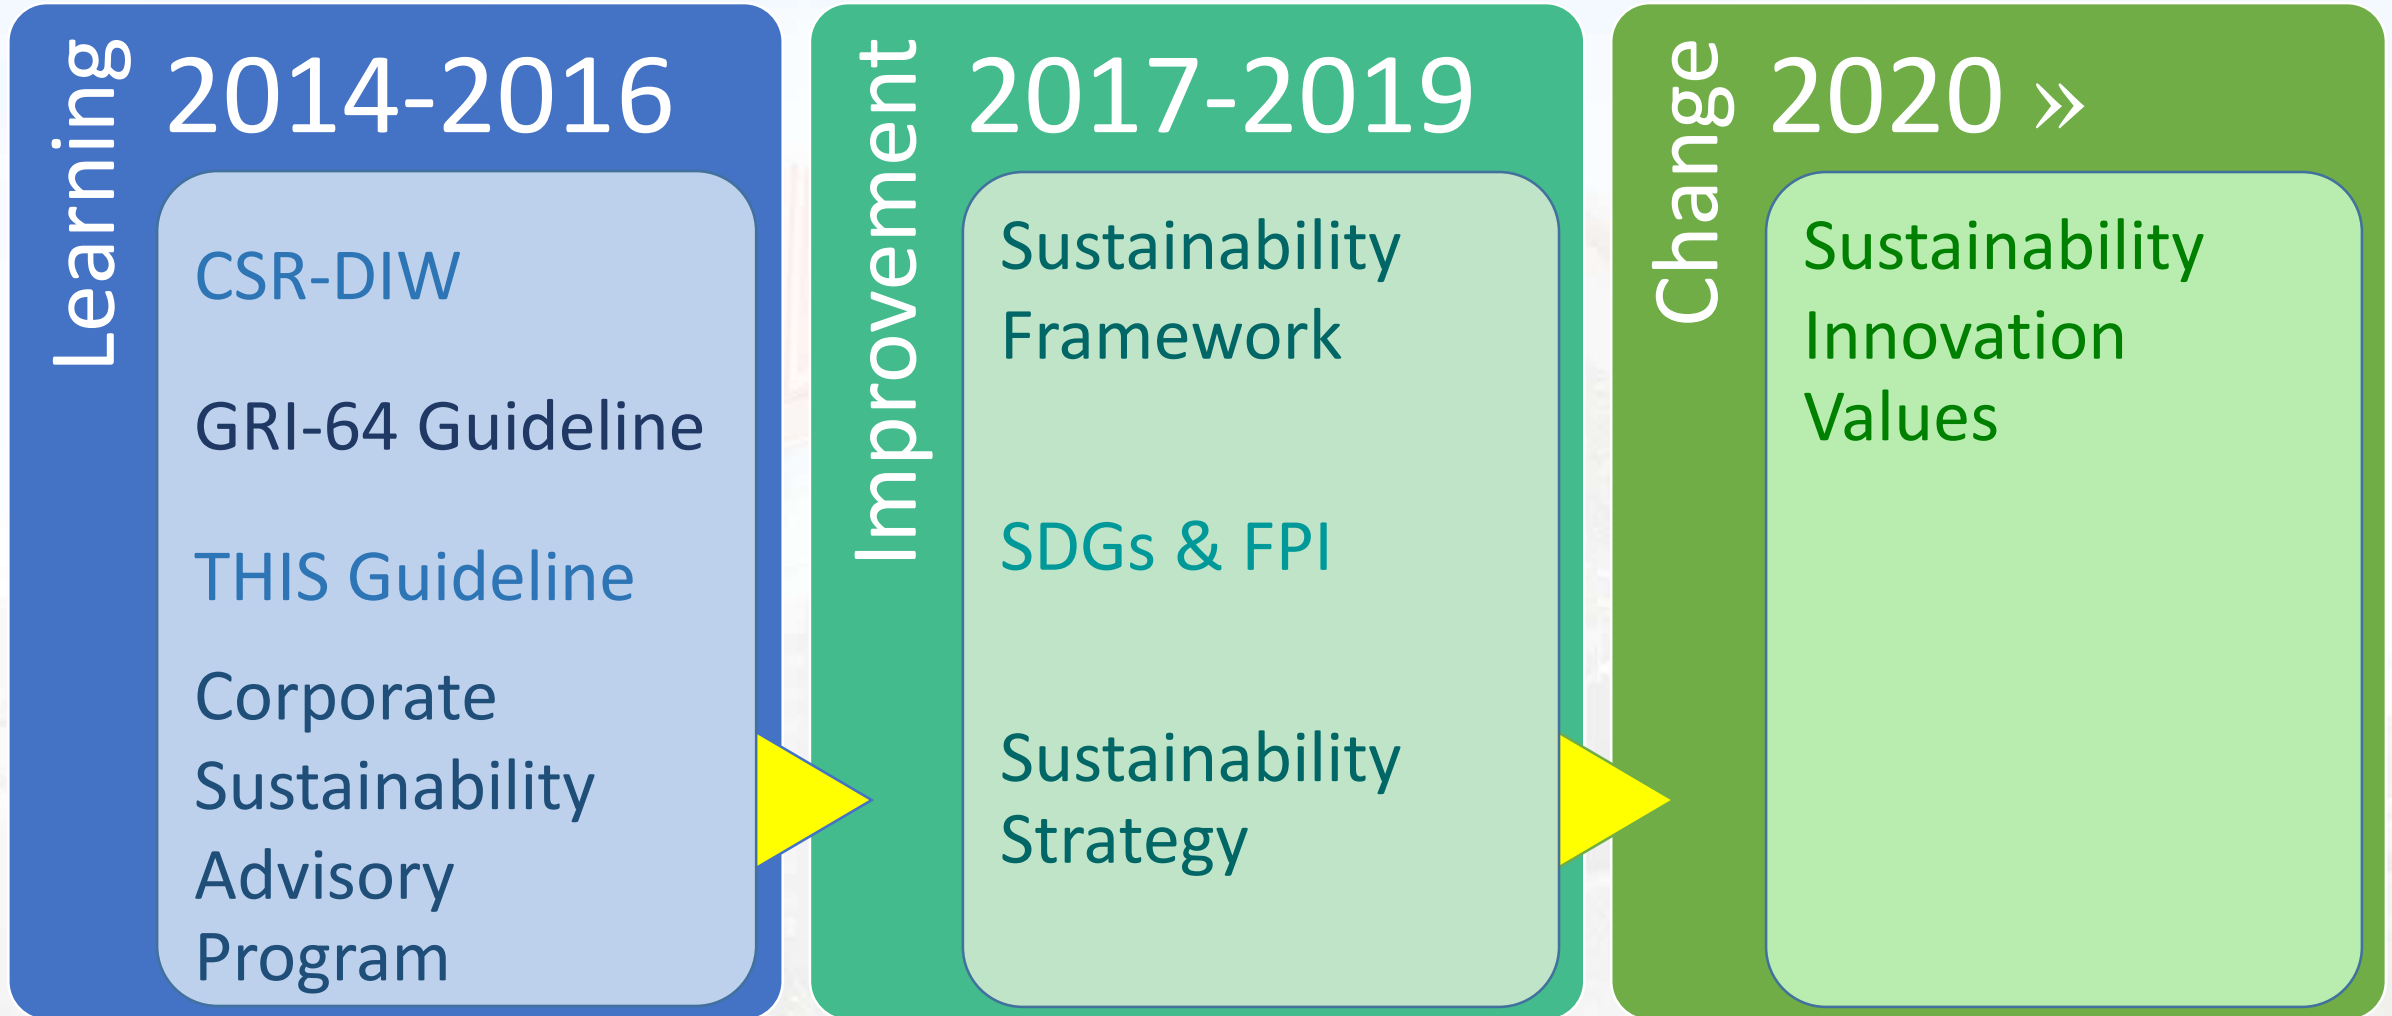 Learning
2014-2016
CSR-DIW
GRI-64 Guideline
THIS Guideline
Corporate
Sustainability
Advisory
Program
Improvement
2017-2019
Sustainability
Framework
SDGs & FPI
Sustainability
Strategy
Change
2020 »
Sustainability
Innovation
Values